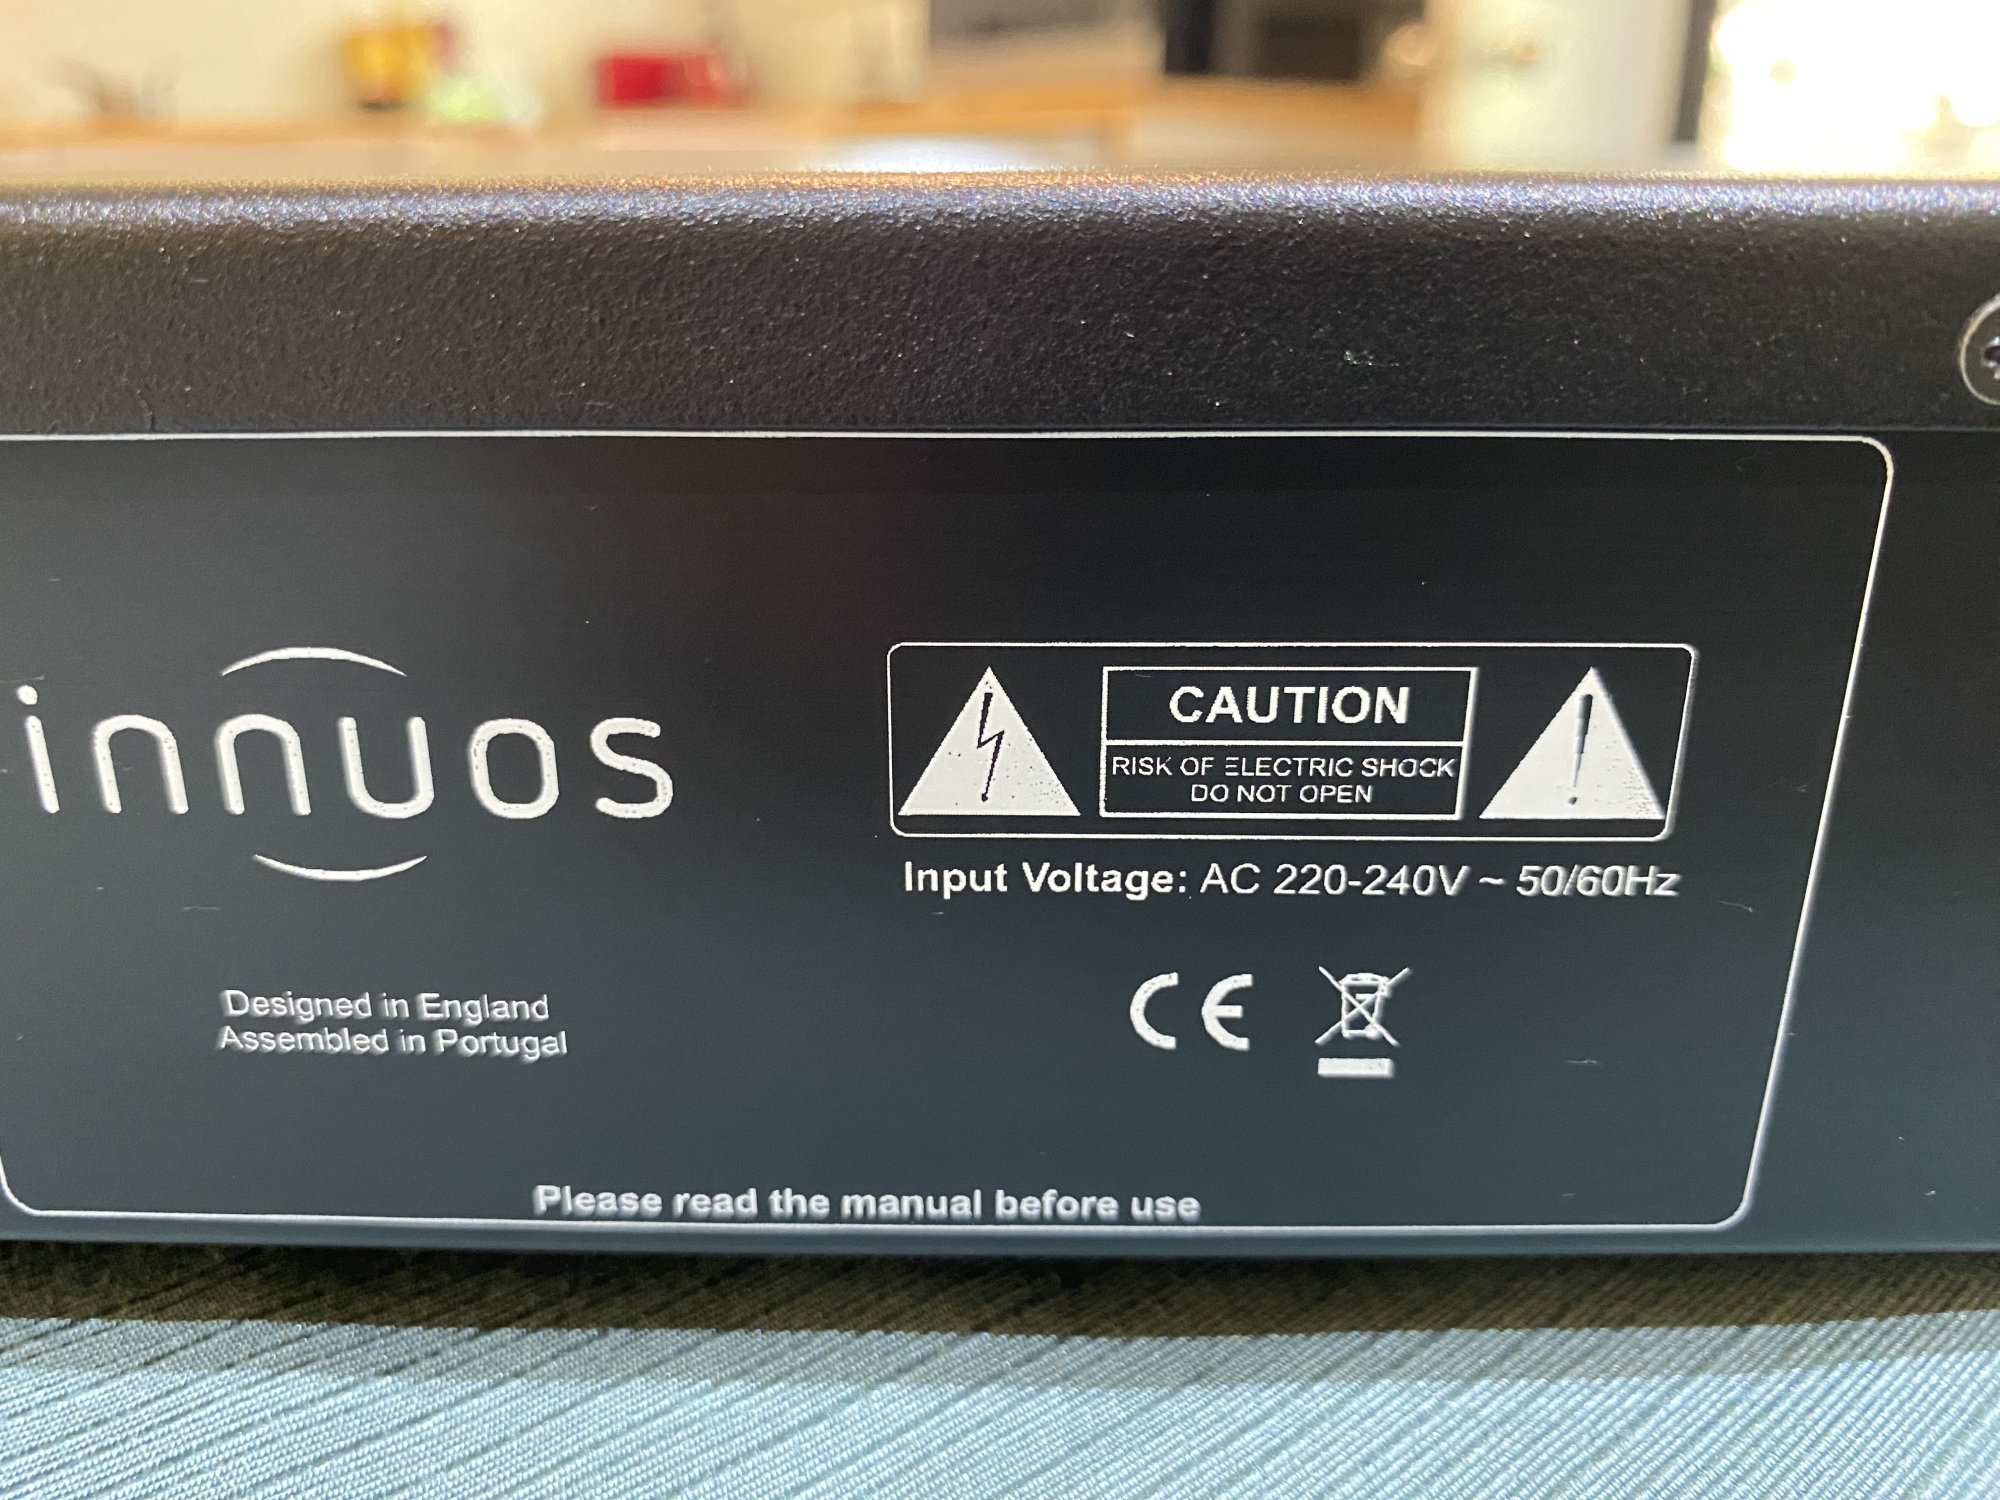 innuos
CAUTION
RISK OF ELECTRIC SHOCK
DO NOT OPEN
Input Voltage: AC 220-240V ~ 50/60Hz
CE
Designed in England
Assembled in Portugal
Please read the manual before use